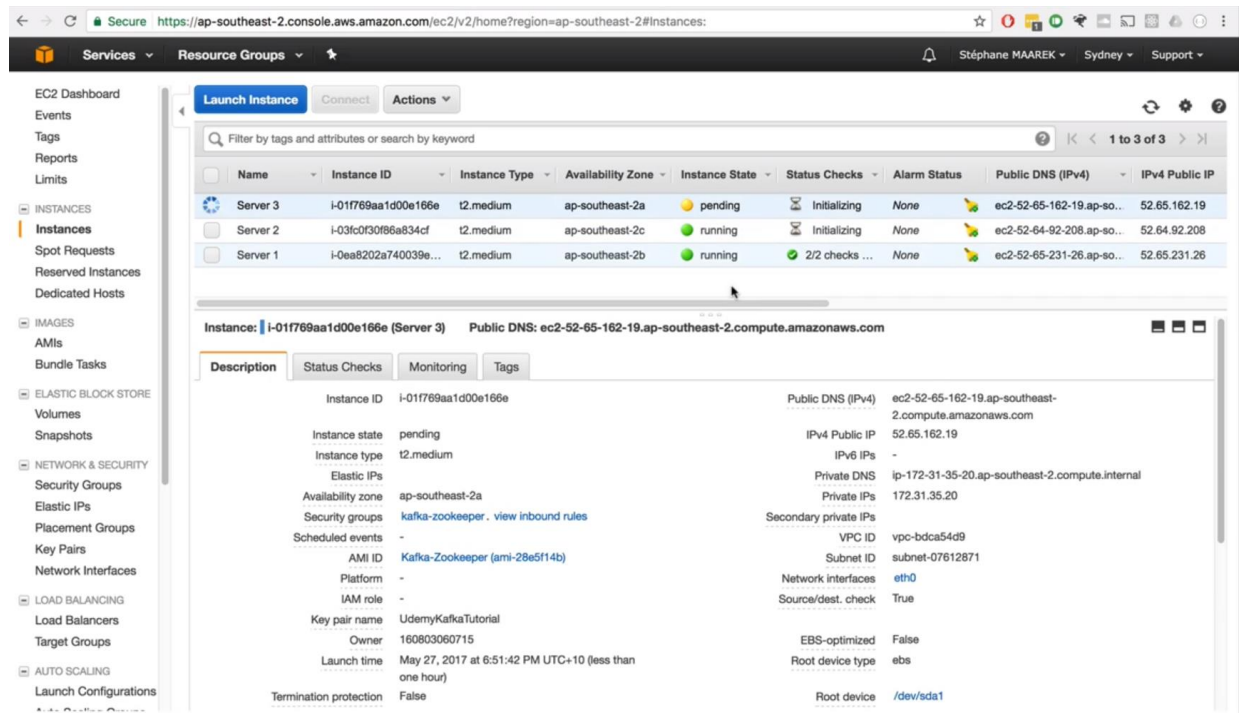 Secure https://ap-southeast-2.console.aws.amazon.com/ec2/v2/home?region=ap-southeast-2#Instances:
Services Resource Groups Stéphane MAAREK Sydney Support
EC2 Dashboard
Events
Tags
Reports
Limits
INSTANCES
Instances
Spot Requests
Reserved Instances
Dedicated Hosts
IMAGES
AMIs
Bundle Tasks
ELASTIC BLOCK STORE
Volumes
Snapshots
NETWORK & SECURITY
Security Groups
Elastic IPs
Placement Groups
Key Pairs
Network Interfaces
LOAD BALANCING
Load Balancers
Target Groups
AUTO SCALING
Launch Configurations
Launch Instance Connect Actions
Filter by tags and attributes or search by keyword 1 to 3 of 3
Name Instance ID Instance Type Availability Zone Instance State Status Checks Alarm Status Public DNS (IPv4) IPv4 Public IP
Server 3 i-01f769aa1d00e166e t2.medium ap-southeast-2a pending Initializing None ec2-52-65-162-19.ap-so... 52.65.162.19
Server 2 i-03fc0f30f86a834cf t2.medium ap-southeast-2c running Initializing None ec2-52-64-92-208.ap-so... 52.64.92.208
Server 1 i-0ea8202a740039e... t2.medium ap-southeast-2b running 2/2 checks ... None ec2-52-65-231-26.ap-so... 52.65.231.26
Instance: i-01f769aa1d00e166e (Server 3) Public DNS: ec2-52-65-162-19.ap-southeast-2.compute.amazonaws.com
Description Status Checks Monitoring Tags
Instance ID i-01f769aa1d00e166e
Instance state pending
Instance type t2.medium
Elastic IPs
Availability zone ap-southeast-2a
Security groups kafka-zookeeper. view inbound rules
Scheduled events -
AMI ID Kafka-Zookeeper (ami-28e5f14b)
Platform -
IAM role -
Key pair name UdemyKafkaTutorial
Owner 160803060715
Launch time May 27, 2017 at 6:51:42 PM UTC+10 (less than
one hour)
Termination protection False
Public DNS (IPv4) ec2-52-65-162-19.ap-southeast-
2.compute.amazonaws.com
IPv4 Public IP 52.65.162.19
IPv6 IPs -
Private DNS ip-172-31-35-20.ap-southeast-2.compute.internal
Private IPs 172.31.35.20
Secondary private IPs
VPC ID vpc-bdca54d9
Subnet ID subnet-07612871
Network interfaces eth0
Source/dest. check True
EBS-optimized False
Root device type ebs
Root device /dev/sda1